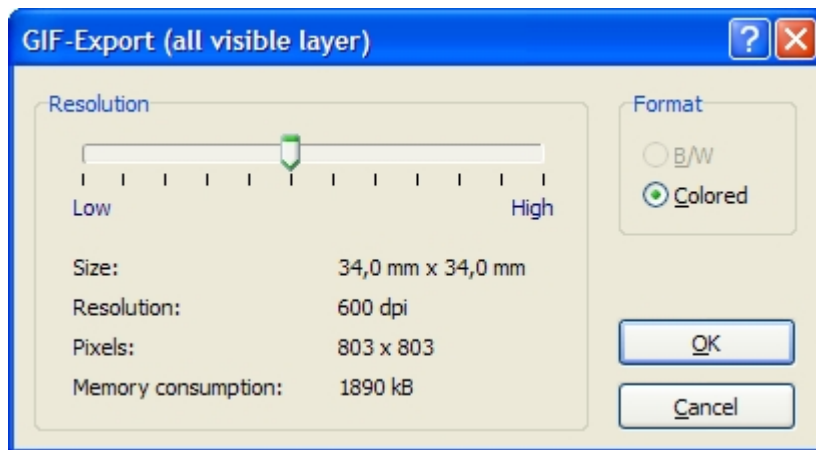 GIF-Export (all visible layer)
Resolution
Low High
Size: 34,0 mm x 34,0 mm
Resolution: 600 dpi
Pixels: 803 x 803
Memory consumption: 1890 kB
Format
B/W
Colored
OK
Cancel